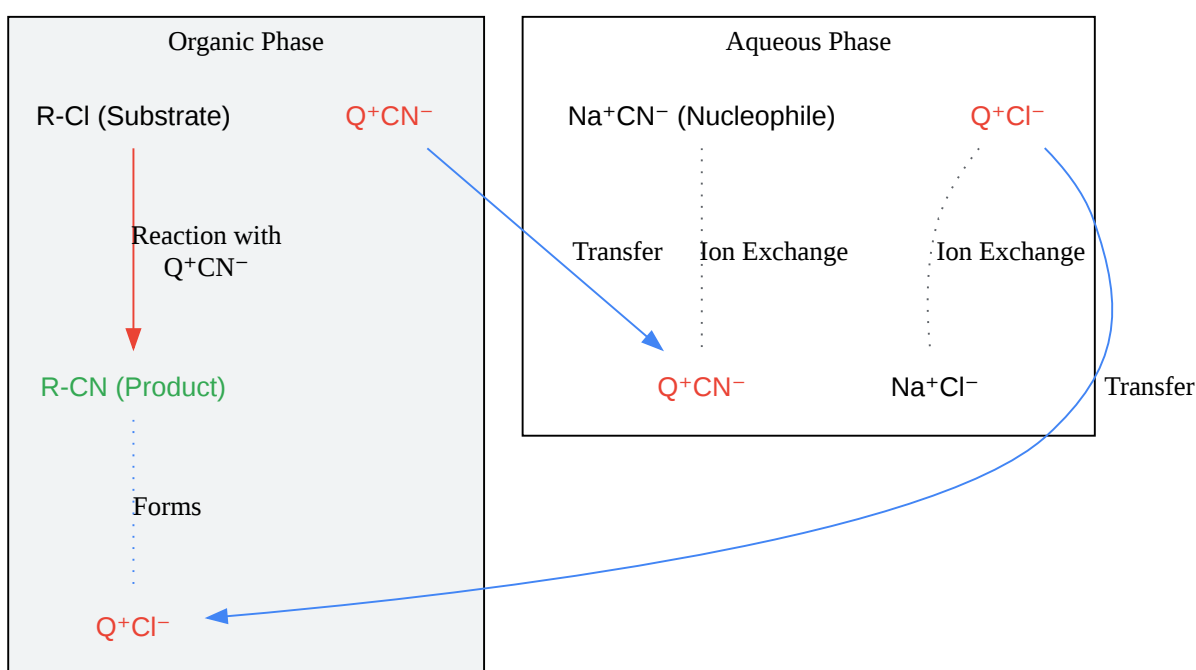 Organic Phase
Aqueous Phase
R-Cl (Substrate)
Q⁺CN⁻
Na⁺CN⁻ (Nucleophile)
Q⁺Cl⁻
Reaction with
Q⁺CN⁻
Transfer
Ion Exchange
Ion Exchange
R-CN (Product)
Q⁺CN⁻
Na⁺Cl⁻
Transfer
Forms
Q⁺Cl⁻